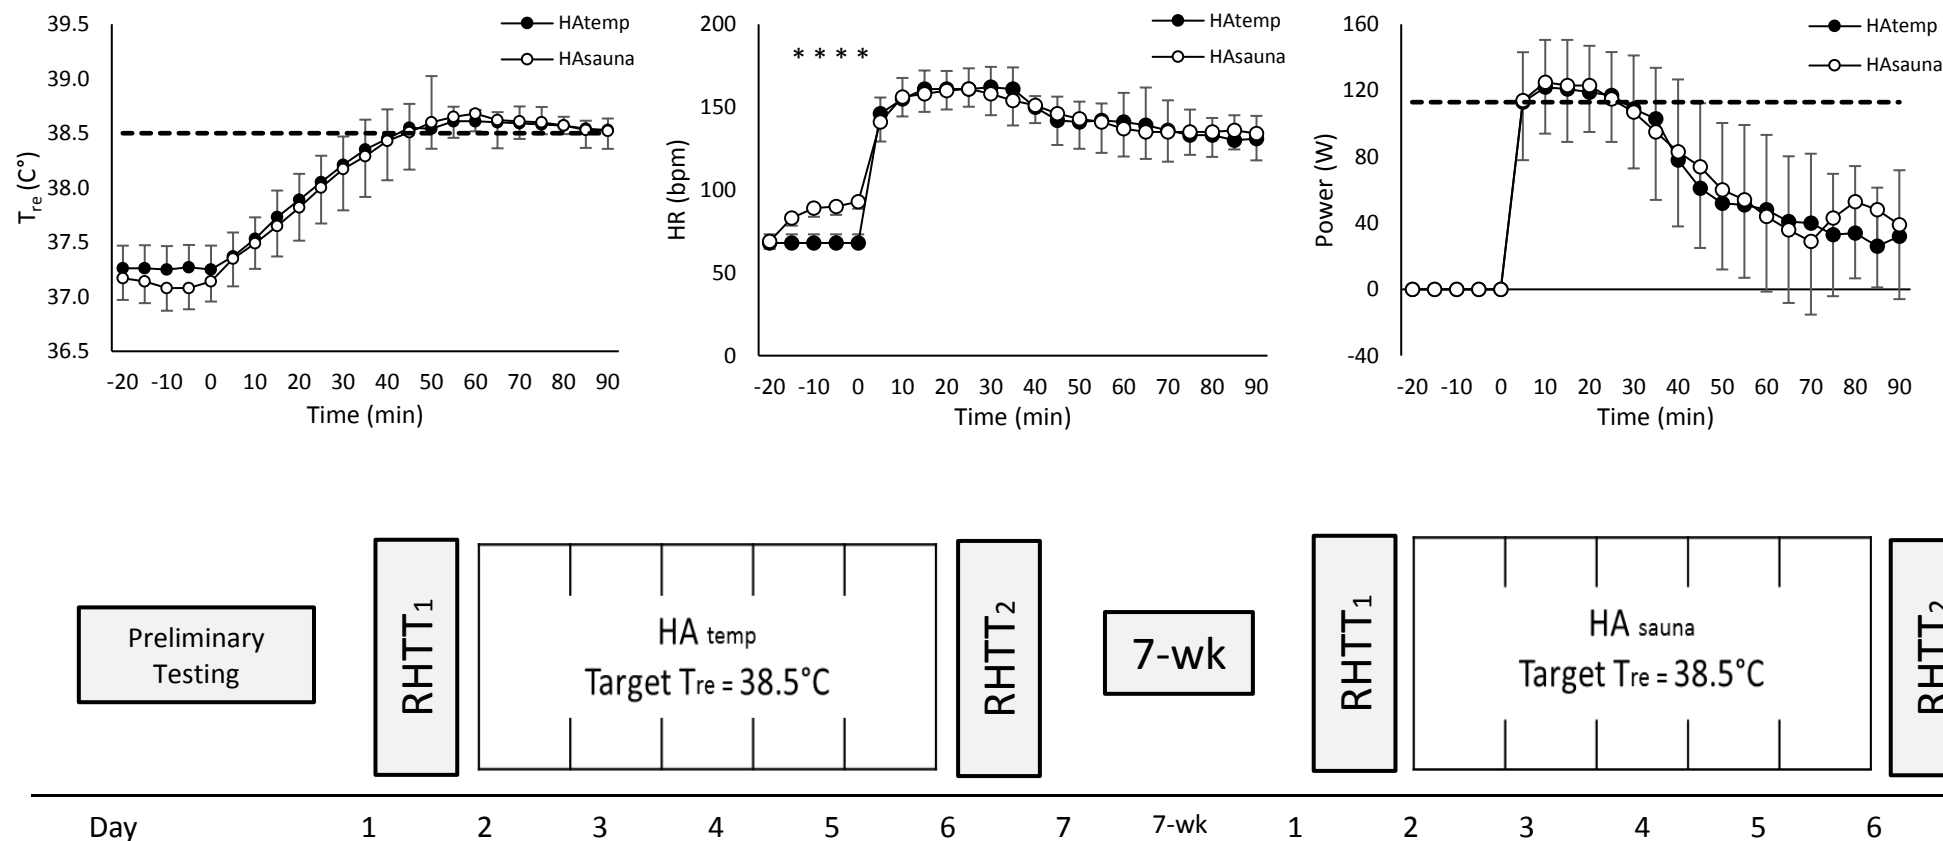 HAtemp
HAsauna
39.5
39.0
38.5
38.0
37.5
37.0
36.5
Tre (C°)
-20 -10 0 10 20 30 40 50 60 70 80 90
Time (min)
HAtemp
HAsauna
* * * *
200
150
100
50
0
HR (bpm)
-20 -10 0 10 20 30 40 50 60 70 80 90
Time (min)
HAtemp
HAsauna
160
120
80
40
0
-40
Power (W)
-20 -10 0 10 20 30 40 50 60 70 80 90
Time (min)
Preliminary
Testing
RHTT1
HA temp
Target Tre = 38.5°C
RHTT2
7-wk
RHTT1
HA sauna
Target Tre = 38.5°C
RHTT2
Day 1 2 3 4 5 6 7 7-wk 1 2 3 4 5 6